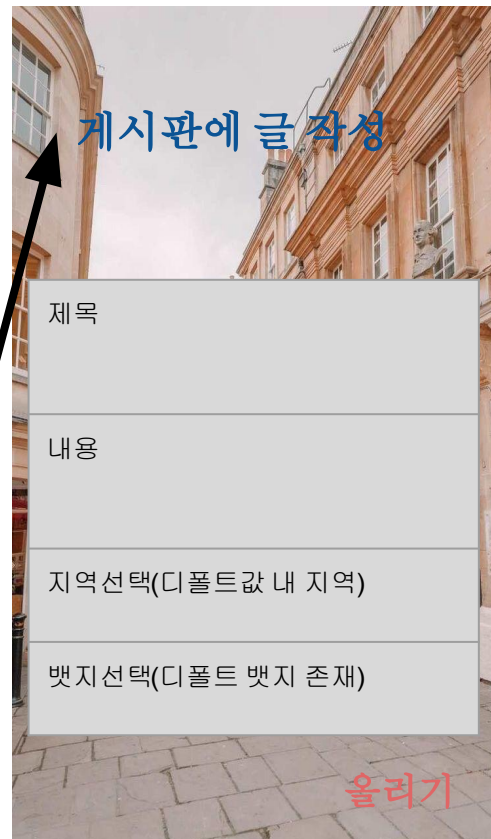 게시판에 글 작성
제목
내용
지역선택(디폴트값 내 지역)
뱃지선택(디폴트 뱃지 존재)
올리기